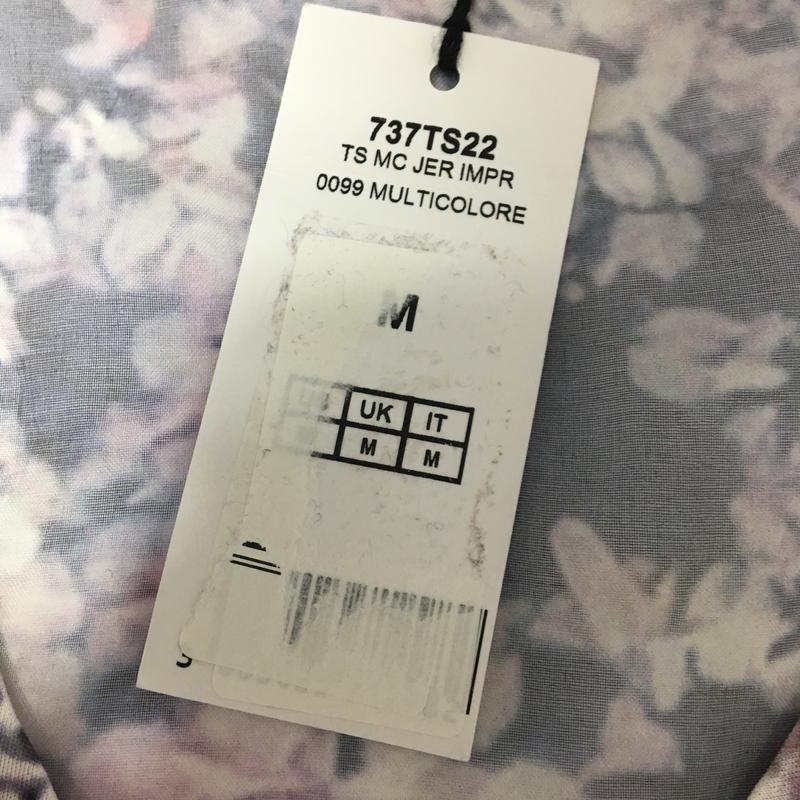 737TS22
TS MC JER IMPR
0099 MULTICOLORE
M
UK IT
M M